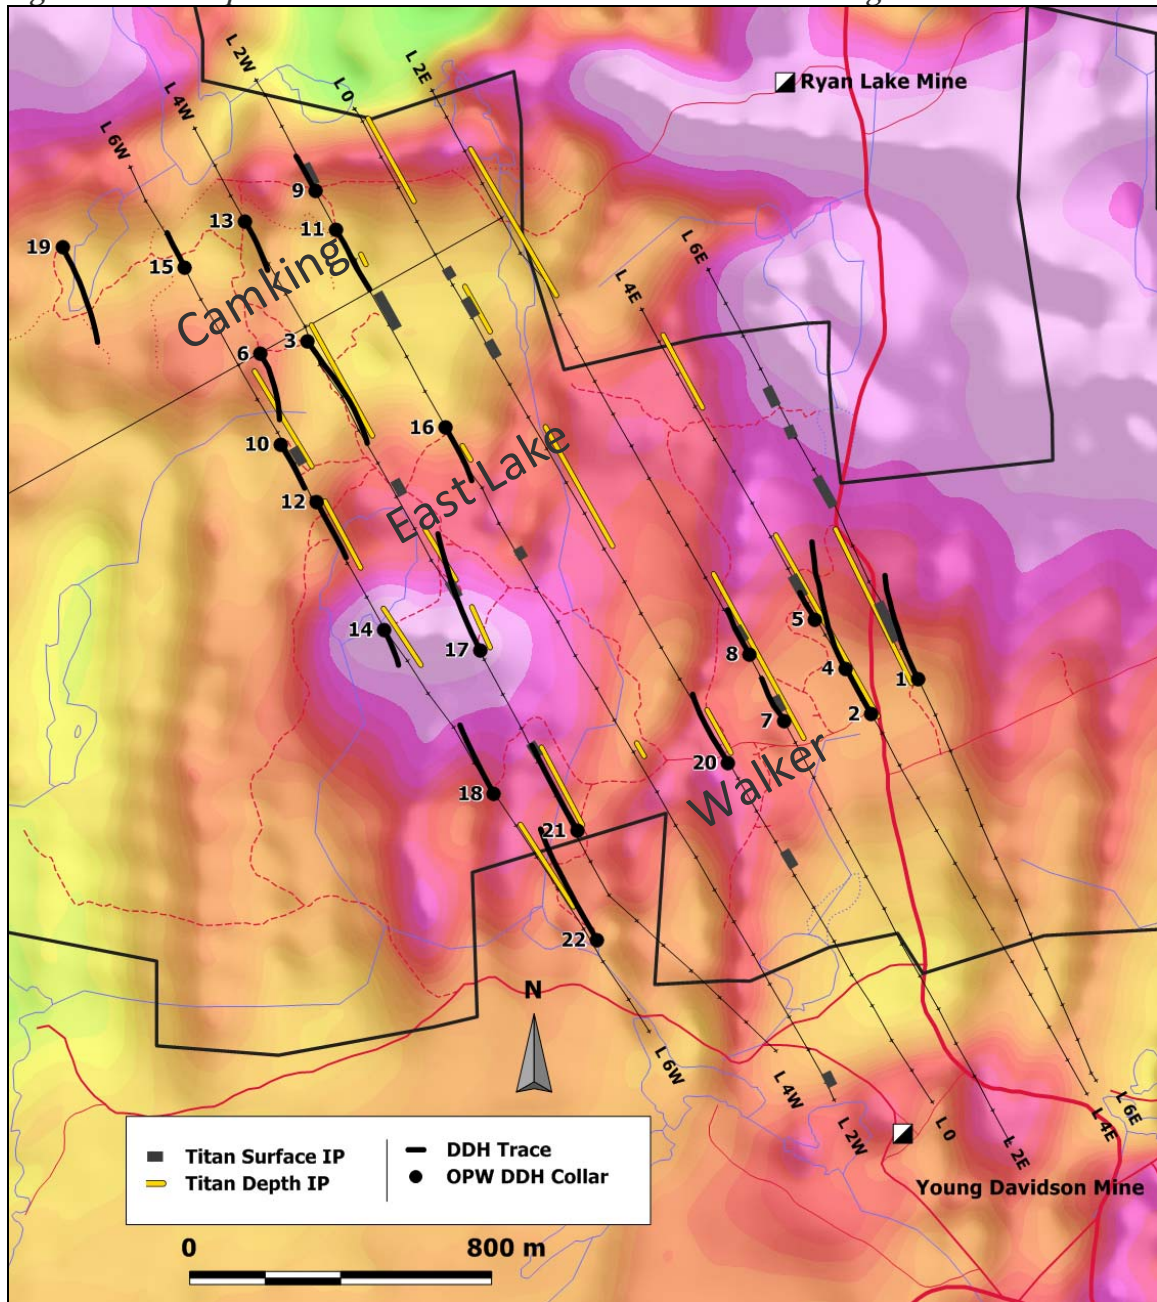 L 2W
L 2E
L 0
L 4W
L 6W
Ryan Lake Mine
9
13
11
19
15
Camking
L 6E
L 4E
3
6
16
10
East Lake
12
14
17
5
8
4
1
7
2
20
Walker
18
21
22
N
L 6W
L 4W
L 2W
L 0
L 2E
L 4E
L 6E
Titan Surface IP
DDH Trace
Titan Depth IP
OPW DDH Collar
Young Davidson Mine
0
800 m